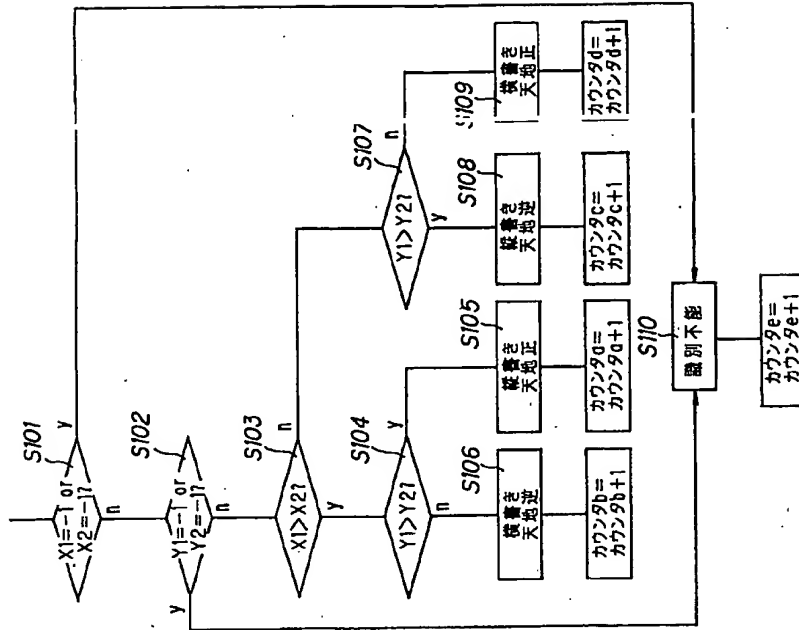 S101
X1=-1 or
X2=-1?
y
n
S102
Y1=-1 or
Y2=-1?
y
n
S103
X1>X2?
n
y
S104
Y1>Y2?
y
n
S107
Y1>Y2?
n
y
S106
横書き
天地逆
S105
縦書き
天地正
S108
縦書き
天地逆
S109
横書き
天地正
カウンタb=
カウンタb+1
カウンタa=
カウンタa+1
カウンタc=
カウンタc+1
カウンタd=
カウンタd+1
S110
識別不能
カウンタe=
カウンタe+1